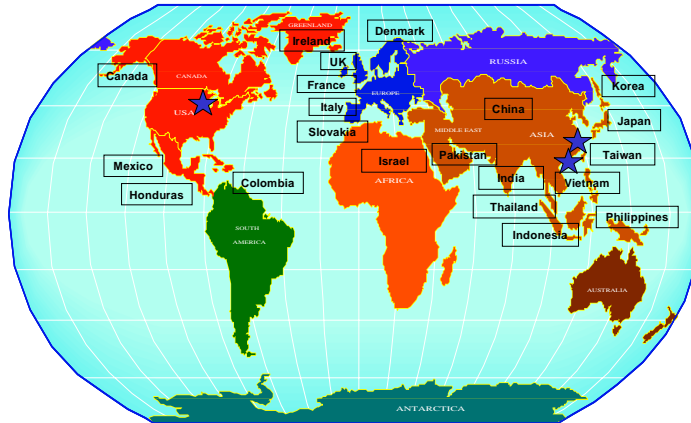 GREENLAND
Denmark
Ireland
UK
RUSSIA
Canada
CANADA
France
EUROPE
Korea
USA
Italy
China
Japan
Slovakia
MIDDLE EAST
ASIA
Taiwan
Mexico
Israel
Pakistan
AFRICA
India
Vietnam
Honduras
Colombia
Thailand
Philippines
SOUTH
AMERICA
Indonesia
AUSTRALIA
ANTARCTICA